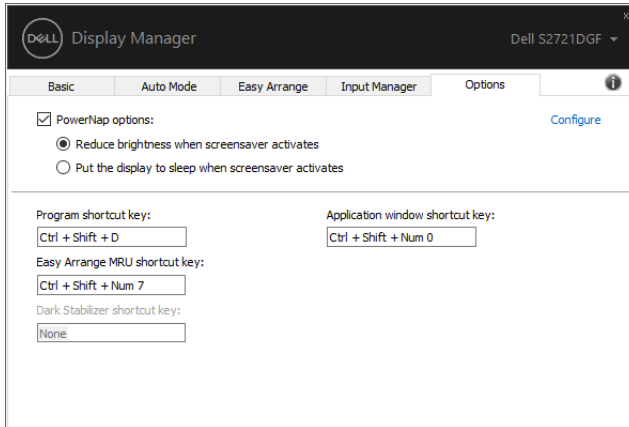 DELL Display Manager
Dell S2721DGF
Basic Auto Mode Easy Arrange Input Manager Options
PowerNap options: Configure
Reduce brightness when screensaver activates
Put the display to sleep when screensaver activates
Program shortcut key: Application window shortcut key:
Ctrl + Shift + D Ctrl + Shift + Num 0
Easy Arrange MRU shortcut key:
Ctrl + Shift + Num 7
Dark Stabilizer shortcut key:
None